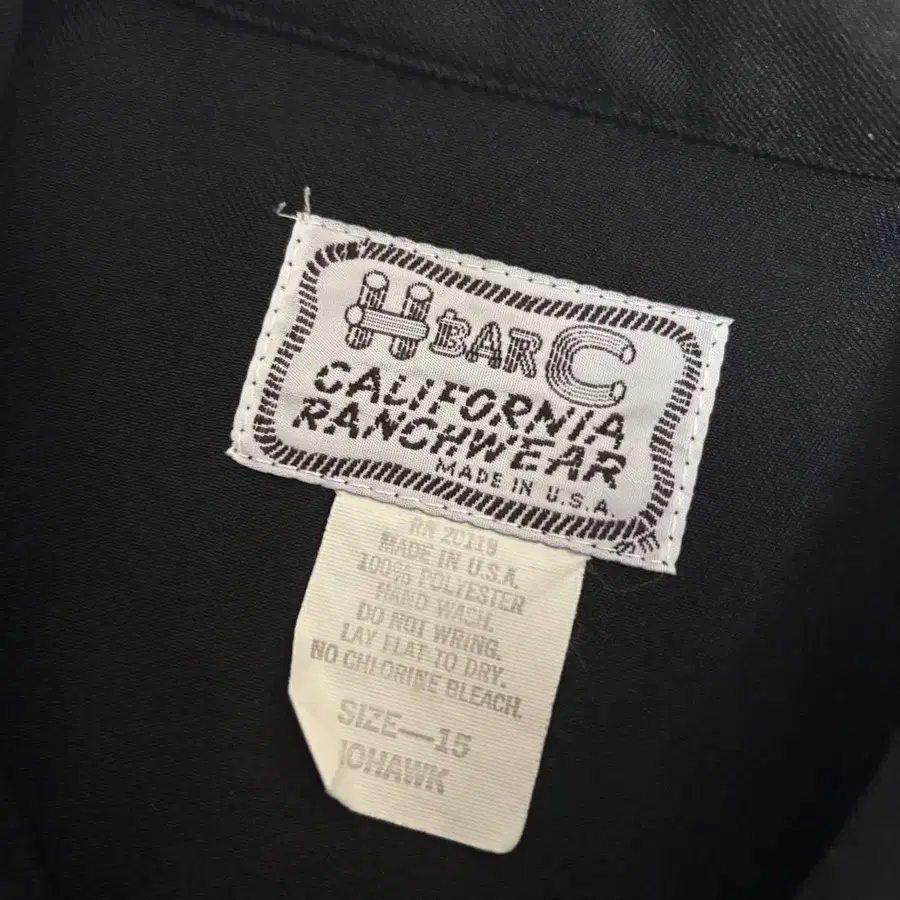 H BAR C
CALIFORNIA
RANCHWEAR
MADE IN U.S.A.
RN 20119
MADE IN U.S.A.
100% POLYESTER
HAND WASH.
DO NOT WRING.
LAY FLAT TO DRY.
NO CHLORINE BLEACH.
SIZE—15
OHAWK